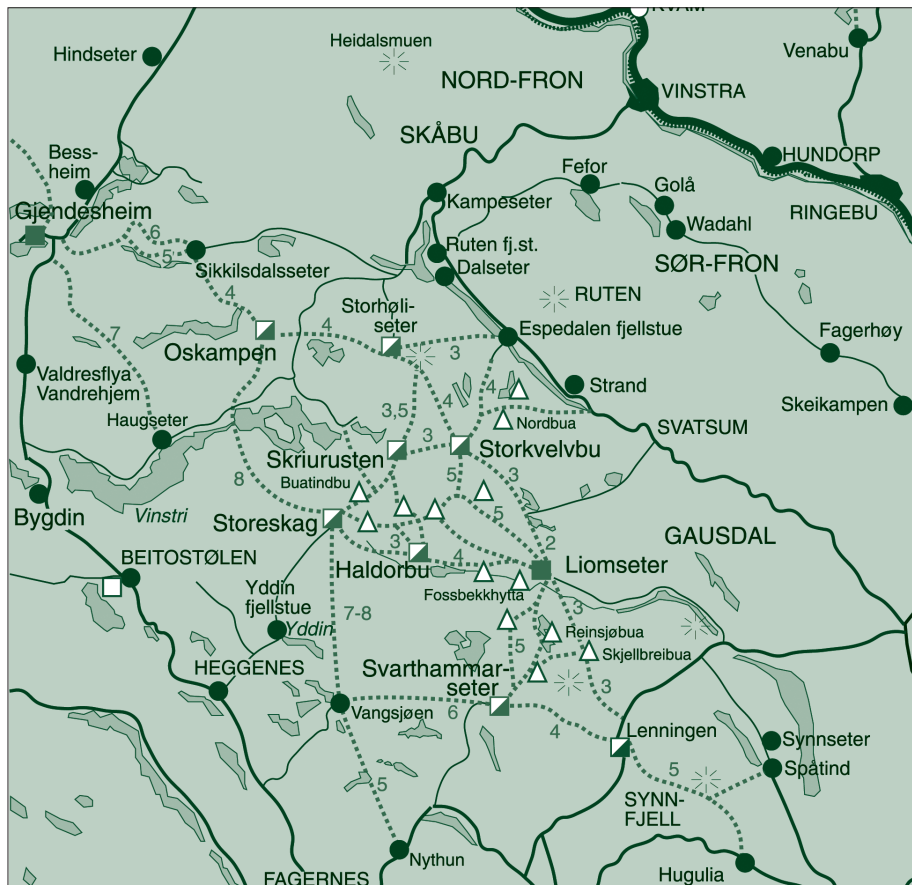 KVAM
Hindseter
Heidalsmuen
Venabu
NORD-FRON
VINSTRA
SKÅBU
Bess-
heim
Fefor
HUNDORP
Golå
Kampeseter
Gjendesheim
RINGEBU
Wadahl
6
5
Sikkilsdalsseter
Ruten fj.st.
Dalseter
SØR-FRON
4
RUTEN
Storhøli-
seter
4
7
Oskampen
3
Espedalen fjellstue
Fagerhøy
Valdresflya
Vandrehjem
4
4
Strand
Skeikampen
3,5
Haugseter
Nordbua
SVATSUM
3
Skriurusten
Storkvelvbu
8
Buatindbu
5
3
Bygdin
Vinstri
Storeskag
5
GAUSDAL
3
2
BEITOSTØLEN
4
Haldorbu
Liomseter
Yddin
fjellstue
Fossbekkhytta
7-8
3
Yddin
Reinsjøbua
5
Skjellbreibua
HEGGENES
Svarthammar-
seter
3
Vangsjøen
6
4
Lenningen
Synnseter
5
Spåtind
5
SYNN-
FJELL
Nythun
Hugulia
FAGERNES